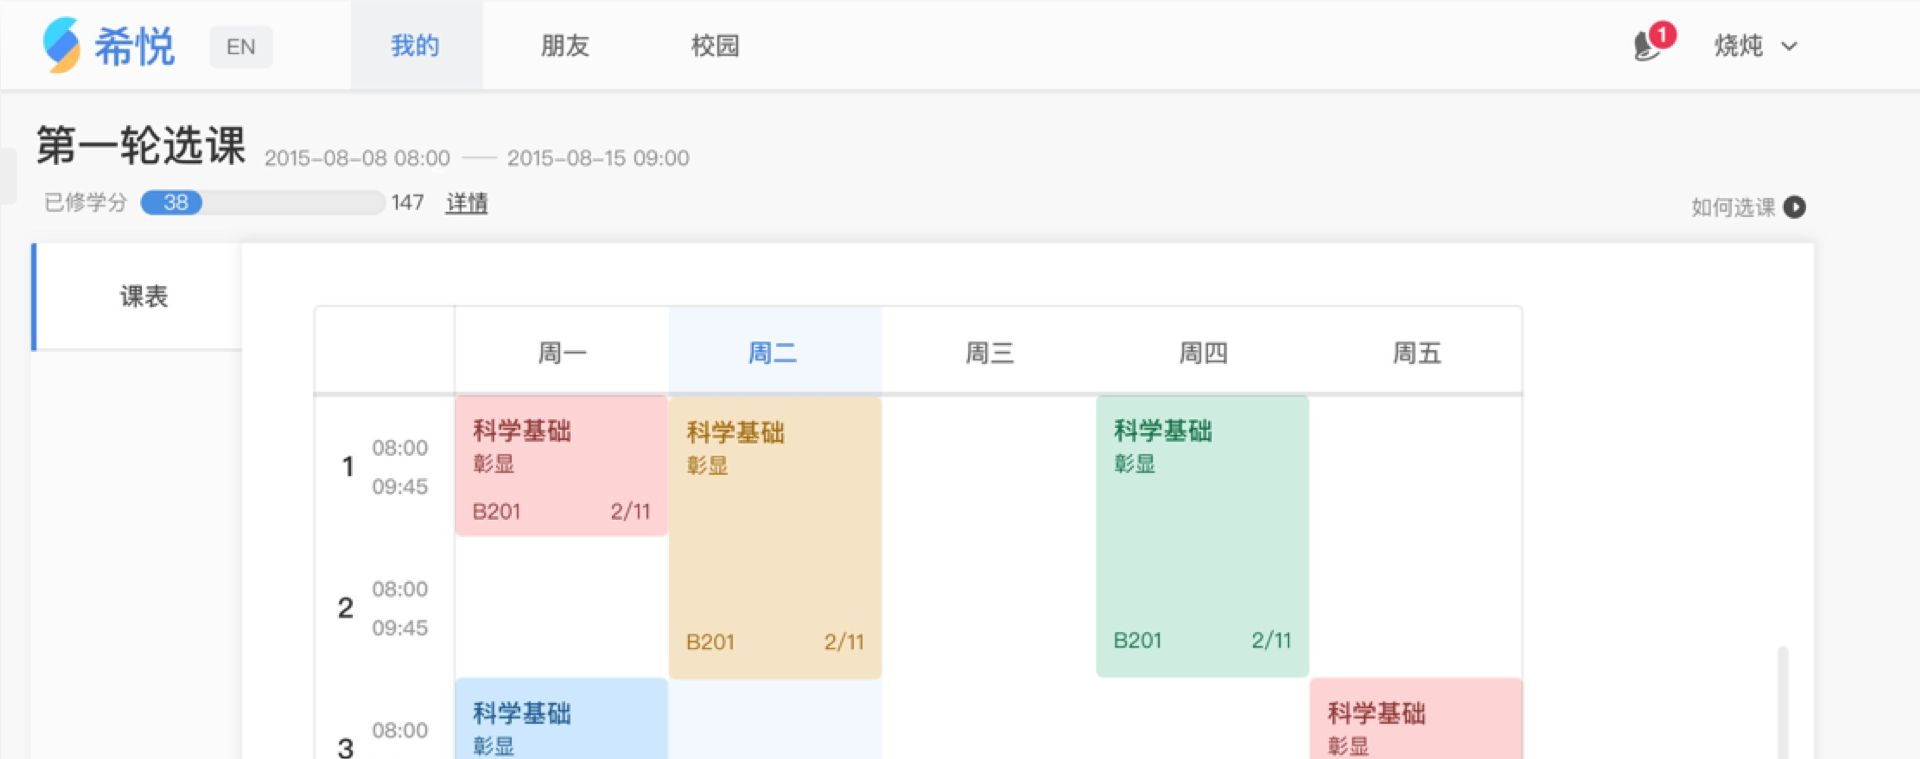 希悦 EN 我的 朋友 校园 1 烧炖
第一轮选课 2015-08-08 08:00 — 2015-08-15 09:00
已修学分 38 147 详情 如何选课
课表
周一 周二 周三 周四 周五
1 08:00 09:45
科学基础
彰显
B201 2/11
科学基础
彰显
B201 2/11
科学基础
彰显
B201 2/11
2 08:00 09:45
3 08:00
科学基础
彰显
科学基础
彰显